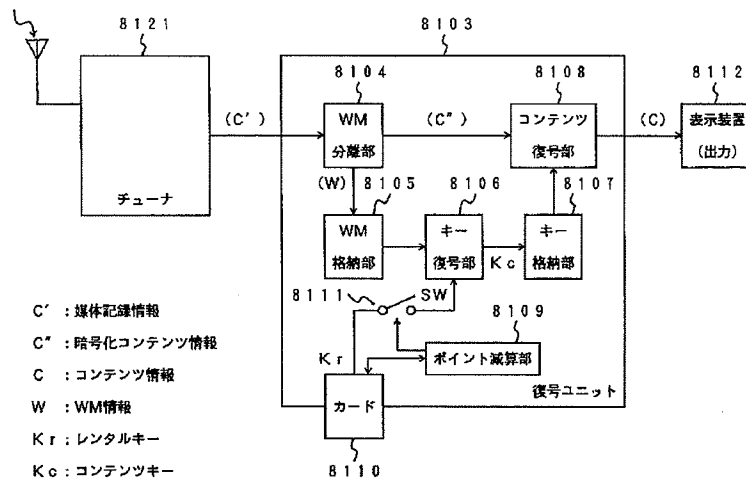 8121
8103
8104
8108
8112
(C')
WM
分離部
(C")
コンテンツ
復号部
(C)
表示装置
(出力)
チューナ
(W)
8105
8106
8107
WM
格納部
キー
復号部
Kc
キー
格納部
8111
SW
8109
Kr
ポイント減算部
復号ユニット
カード
8110
C' :媒体記録情報
C" :暗号化コンテンツ情報
C :コンテンツ情報
W :WM情報
Kr :レンタルキー
Kc :コンテンツキー